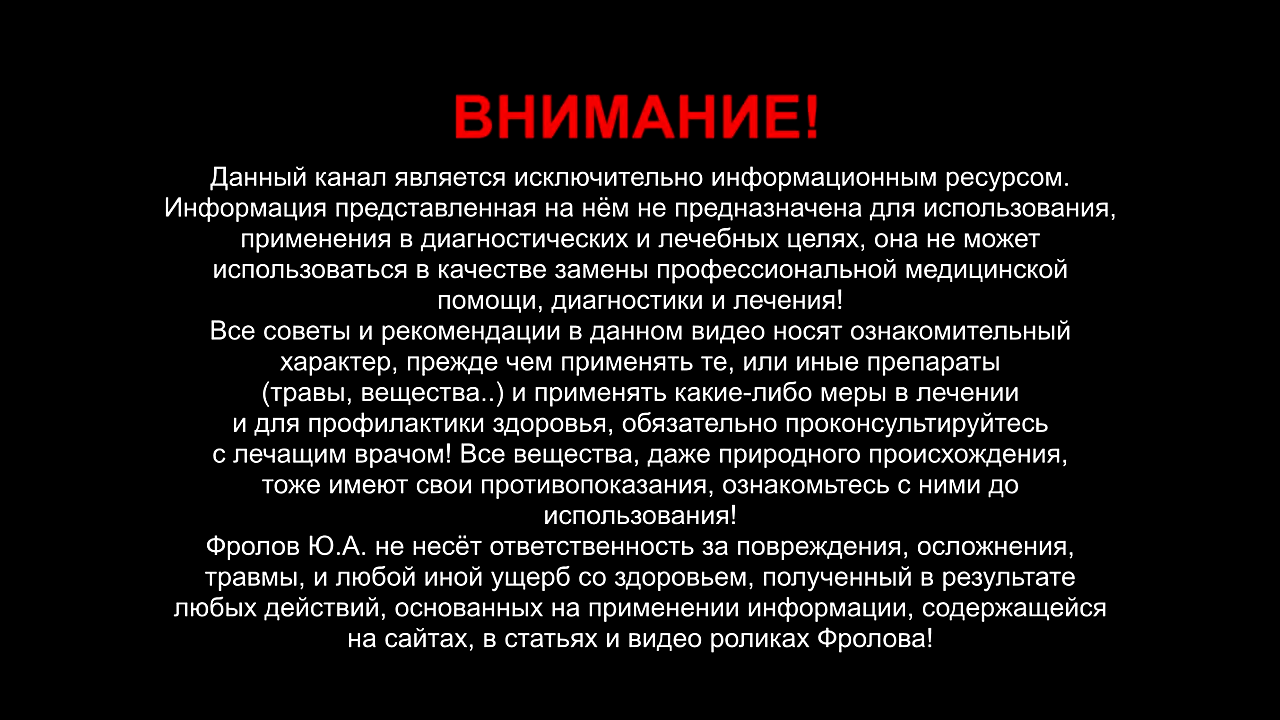 ВНИМАНИЕ!
Данный канал является исключительно информационным ресурсом.
Информация представленная на нём не предназначена для использования,
применения в диагностических и лечебных целях, она не может
использоваться в качестве замены профессиональной медицинской
помощи, диагностики и лечения!
Все советы и рекомендации в данном видео носят ознакомительный
характер, прежде чем применять те, или иные препараты
(травы, вещества..) и применять какие-либо меры в лечении
и для профилактики здоровья, обязательно проконсультируйтесь
с лечащим врачом! Все вещества, даже природного происхождения,
тоже имеют свои противопоказания, ознакомьтесь с ними до
использования!
Фролов Ю.А. не несёт ответственность за повреждения, осложнения,
травмы, и любой иной ущерб со здоровьем, полученный в результате
любых действий, основанных на применении информации, содержащейся
на сайтах, в статьях и видео роликах Фролова!